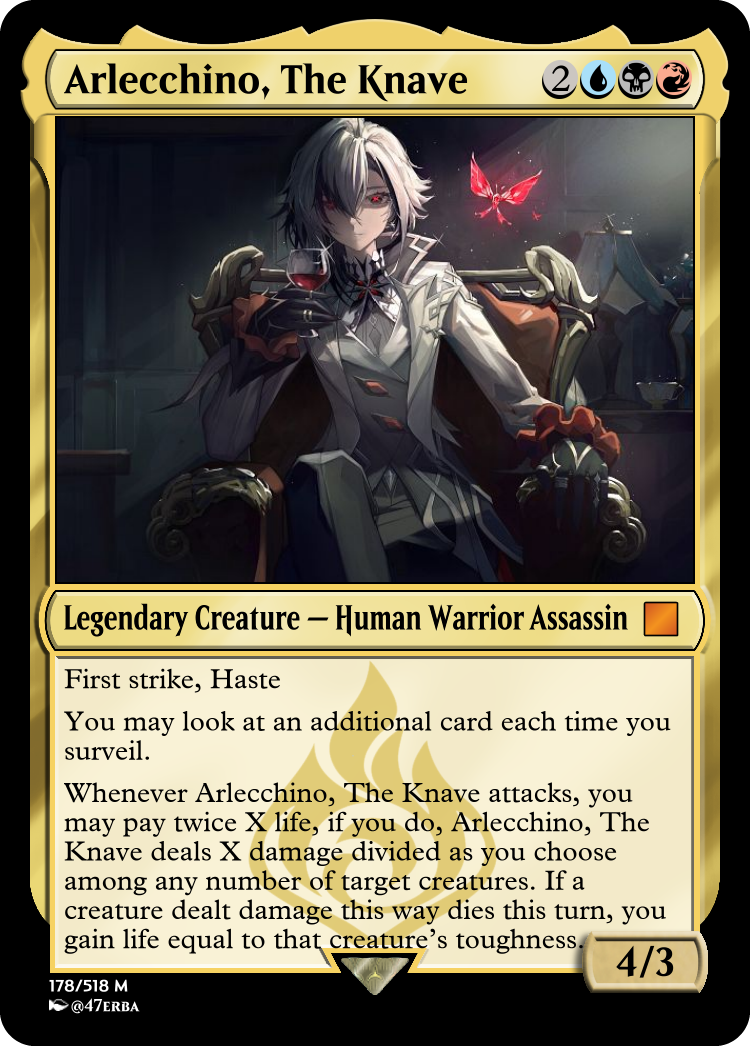 Arlecchino, The Knave 2
Legendary Creature — Human Warrior Assassin
First strike, Haste
You may look at an additional card each time you
surveil.
Whenever Arlecchino, The Knave attacks, you
may pay twice X life, if you do, Arlecchino, The
Knave deals X damage divided as you choose
among any number of target creatures. If a
creature dealt damage this way dies this turn, you
gain life equal to that creature's toughness.
4/3
178/518 M
@47ERBA